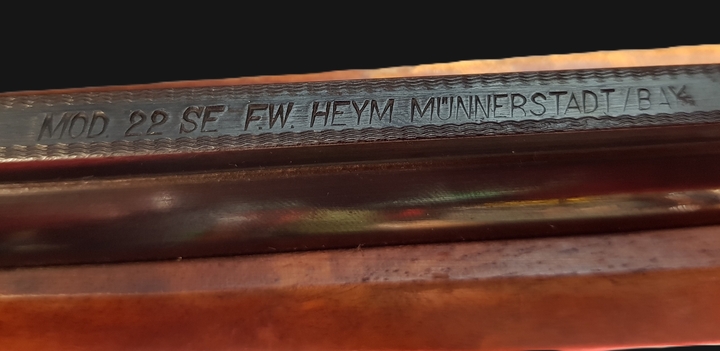 MOD 22 SE F.W. HEYM MÜNNERSTADT/BAY